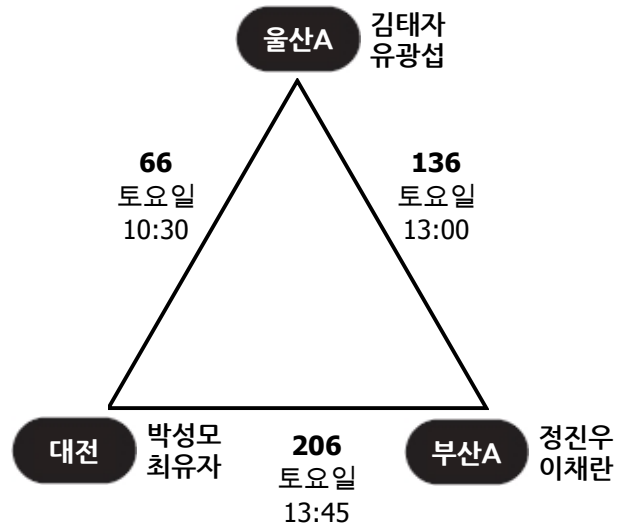 울산A
김태자
유광섭
66
토요일
10:30
136
토요일
13:00
대전
박성모
최유자
206
토요일
13:45
부산A
정진우
이채란